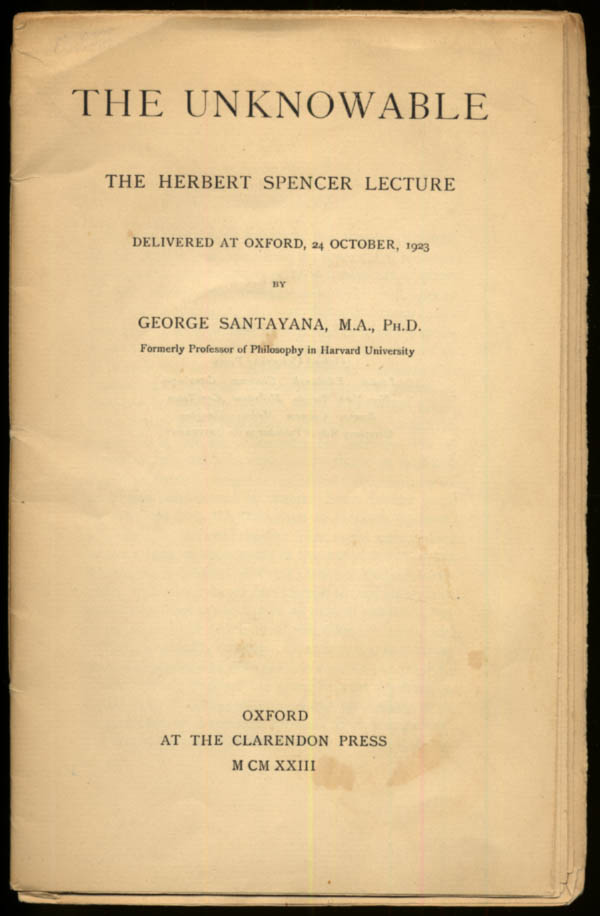 THE UNKNOWABLE
THE HERBERT SPENCER LECTURE
DELIVERED AT OXFORD, 24 OCTOBER, 1923
BY
GEORGE SANTAYANA, M.A., PH.D.
Formerly Professor of Philosophy in Harvard University
OXFORD
AT THE CLARENDON PRESS
M CM XXIII